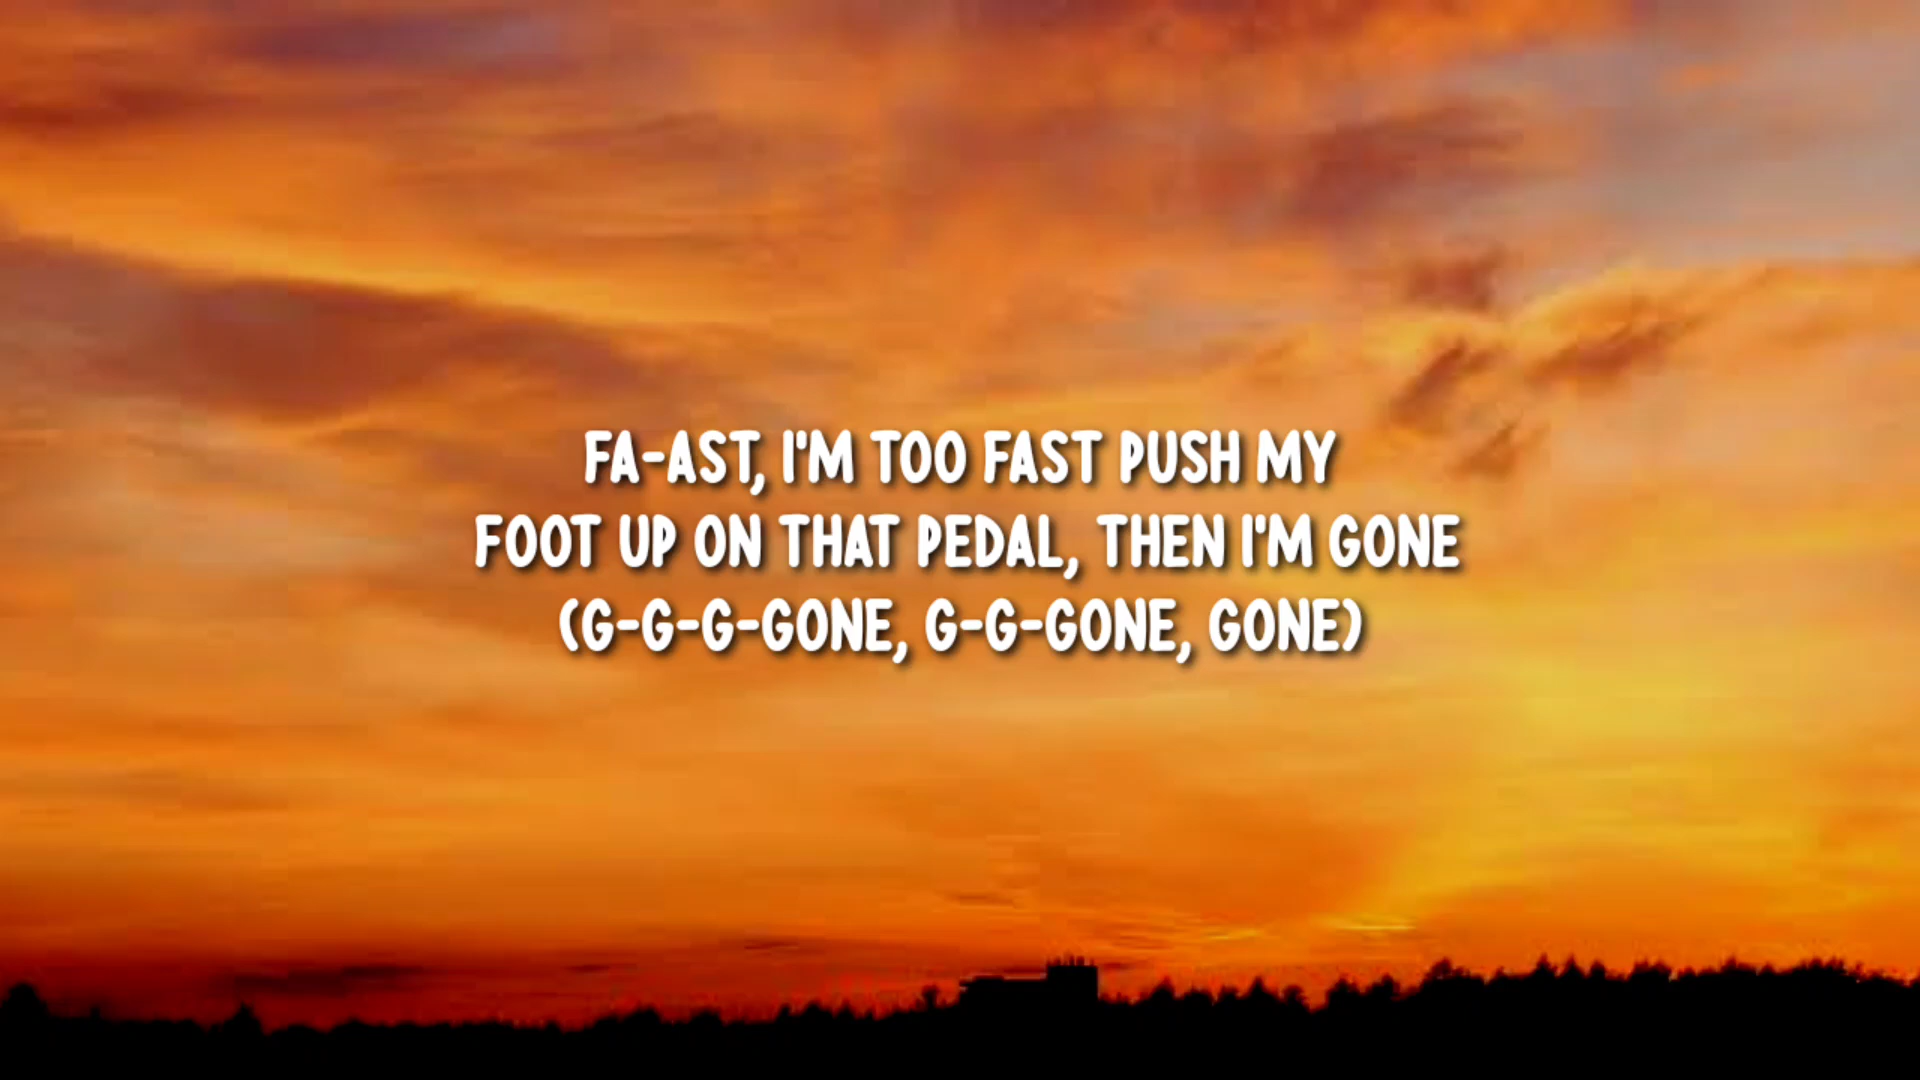 FA-AST, I'M TOO FAST PUSH MY
FOOT UP ON THAT PEDAL, THEN I'M GONE
(G-G-G-GONE, G-G-GONE, GONE)